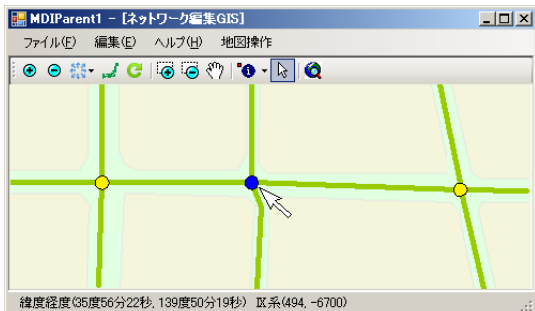 MDIParent1 - [ネットワーク編集GIS]
ファイル(F) 編集(E) ヘルプ(H) 地図操作
緯度経度(35度56分22秒, 139度50分19秒) Ⅸ系(494, -6700)